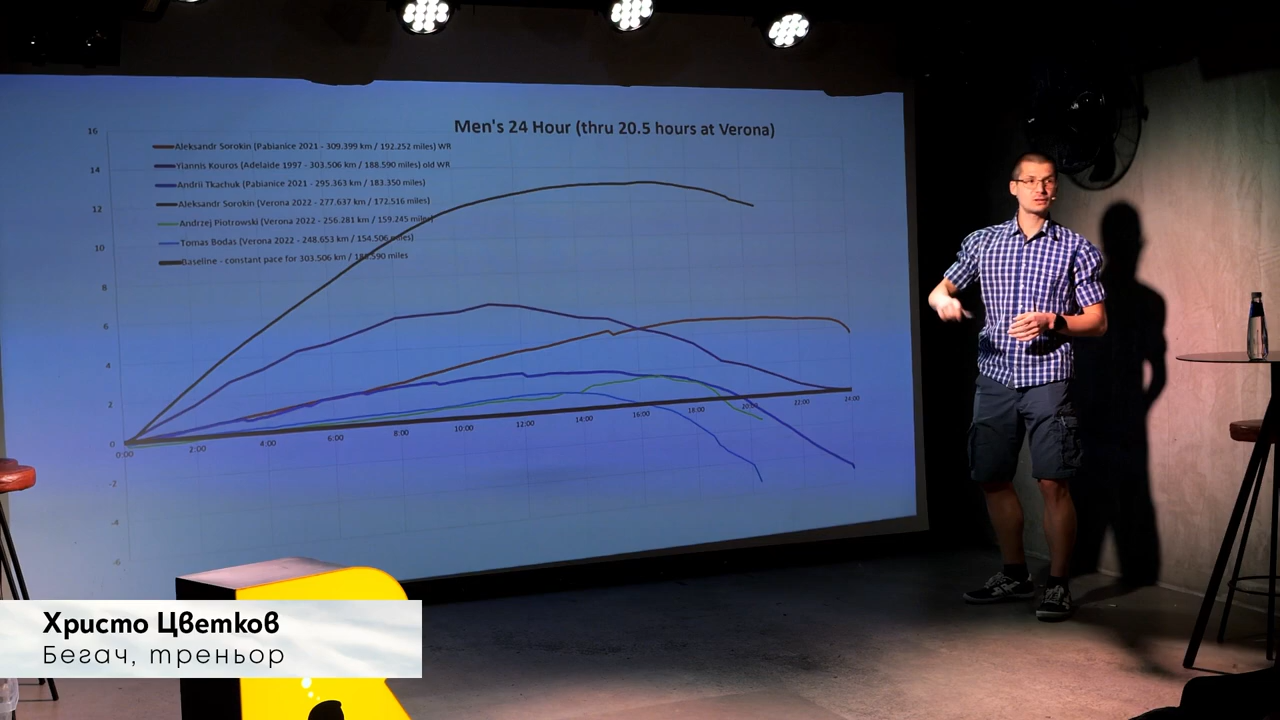 Men's 24 Hour (thru 20.5 hours at Verona)
Aleksandr Sorokin (Pabianice 2021 - 309.399 km / 192.252 miles) WR
Yiannis Kouros (Adelaide 1997 - 303.506 km / 188.590 miles) old WR
Andrii Tkachuk (Pabianice 2021 - 295.363 km / 183.350 miles)
Aleksandr Sorokin (Verona 2022 - 277.637 km / 172.516 miles)
Andrzej Piotrowski (Verona 2022 - 256.281 km / 159.245 miles)
Tomas Bodas (Verona 2022 - 248.653 km / 154.506 miles)
Baseline - constant pace for 303.506 km / 188.590 miles
16
14
12
10
8
6
4
2
0
-2
-4
-6
0:00 2:00 4:00 6:00 8:00 10:00 12:00 14:00 16:00 18:00 20:00 22:00 24:00
Христо Цветков
Бегач, треньор